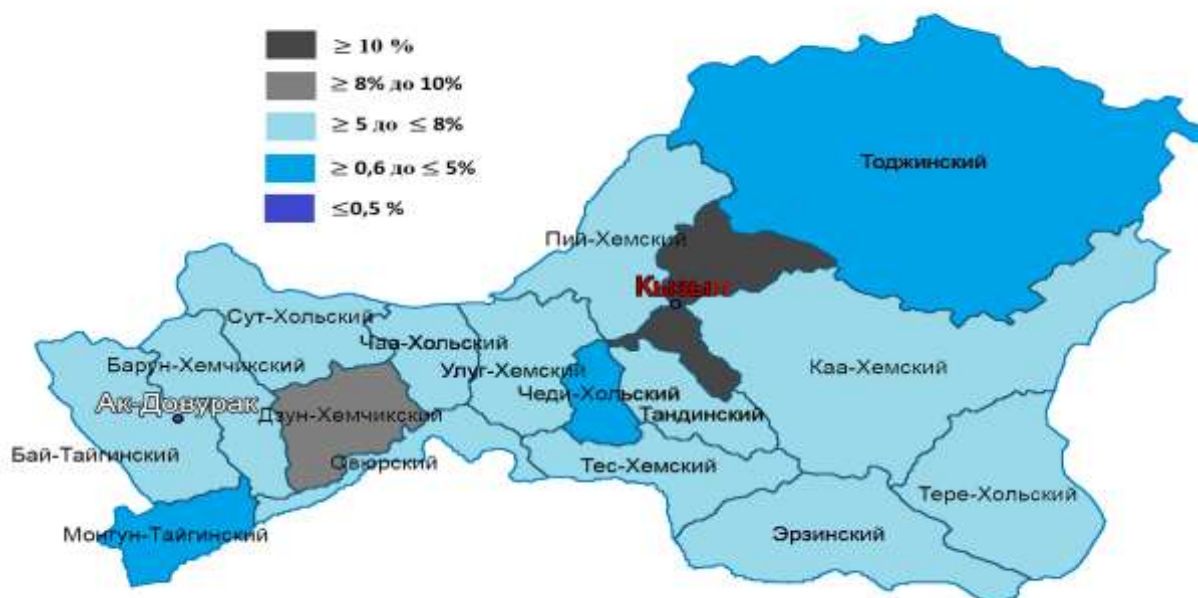 ≥ 10 %
≥ 8% до 10%
≥ 5 до ≤ 8%
≥ 0,6 до ≤ 5%
≤0,5 %
Тоджинский
Пий-Хемский
Кызыл
Сут-Хольский
Чаа-Хольский
Барун-Хемчикский
Улуг-Хемский
Каа-Хемский
Чеди-Хольский
Ак-Довурак
Дзун-Хемчикский
Тандинский
Бай-Тайгинский
Овюрский
Тес-Хемский
Тере-Хольский
Монгун-Тайгинский
Эрзинский